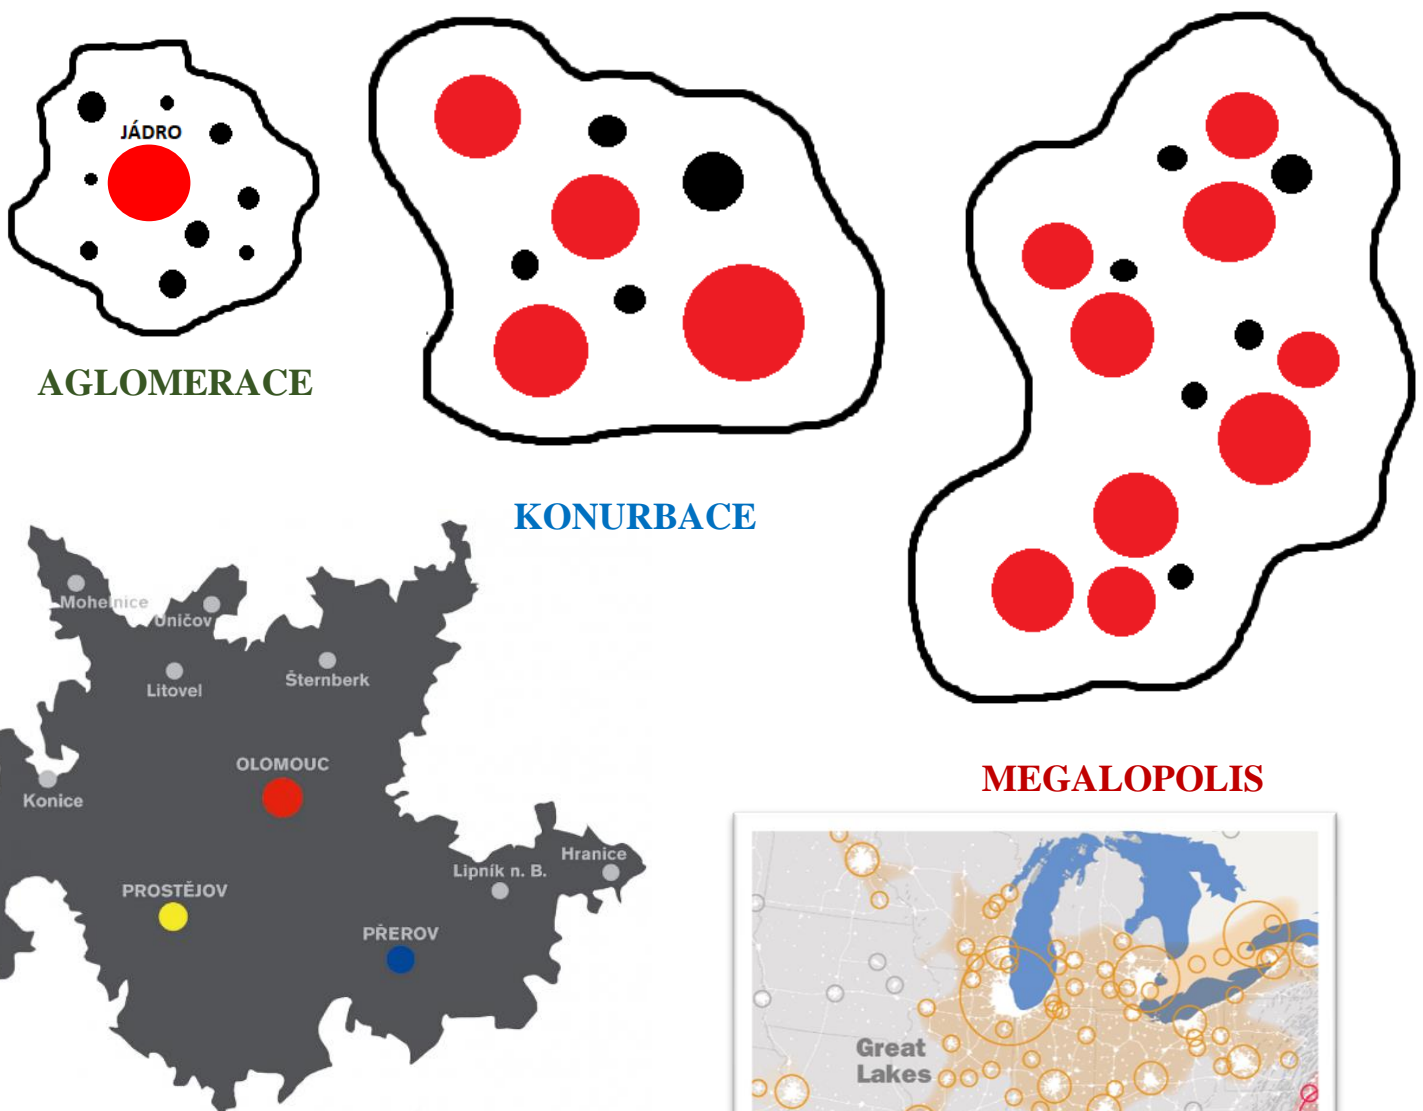 JÁDRO
AGLOMERACE
KONURBACE
MEGALOPOLIS
Mohelnice
Uničov
Litovel
Šternberk
OLOMOUC
Konice
PROSTĚJOV
PŘEROV
Lipník n. B.
Hranice
Great
Lakes